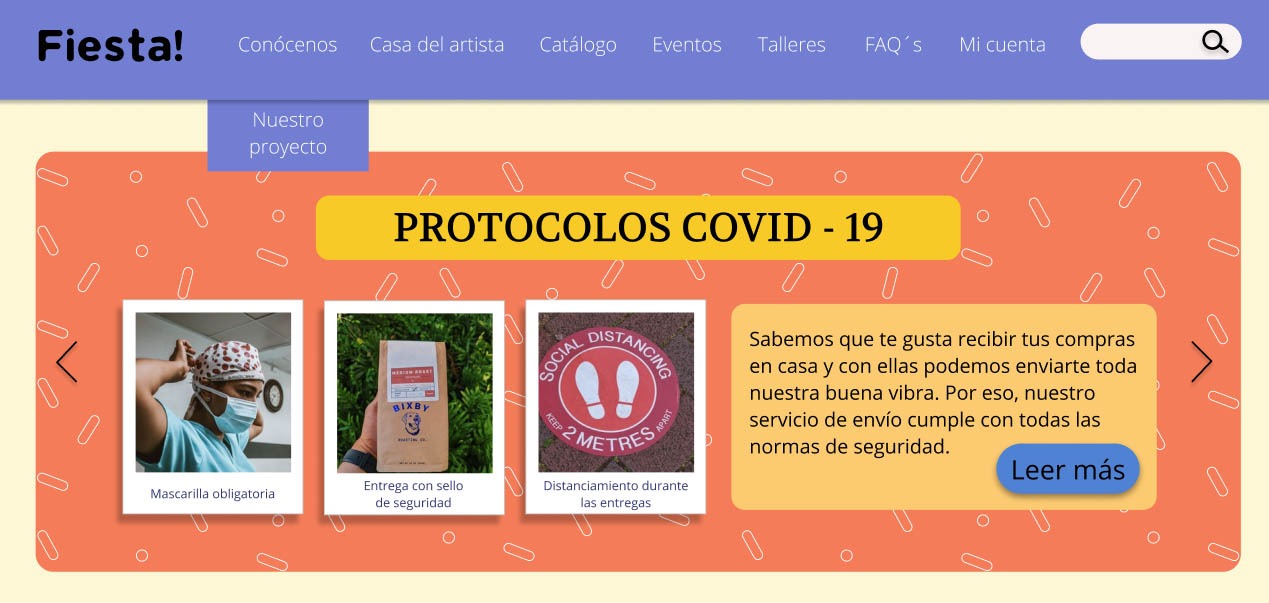 Fiesta!
Conócenos Casa del artista Catálogo Eventos Talleres FAQ´s Mi cuenta
Nuestro
proyecto
PROTOCOLOS COVID - 19
MEDIUM ROAST
BIXBY
ROASTING CO.
SOCIAL DISTANCING
KEEP 2 METRES APART
Mascarilla obligatoria
Entrega con sello
de seguridad
Distanciamiento durante
las entregas
Sabemos que te gusta recibir tus compras
en casa y con ellas podemos enviarte toda
nuestra buena vibra. Por eso, nuestro
servicio de envío cumple con todas las
normas de seguridad.
Leer más